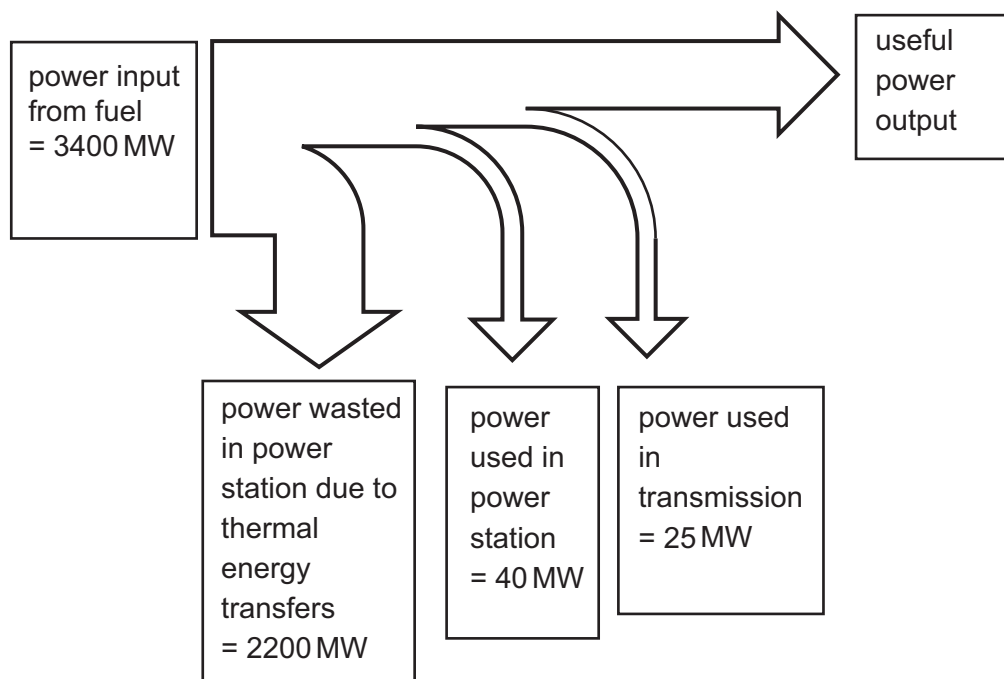 power input
from fuel
= 3400 MW
useful
power
output
power wasted
in power
station due to
thermal
energy
transfers
= 2200 MW
power
used in
power
station
= 40 MW
power used
in
transmission
= 25 MW